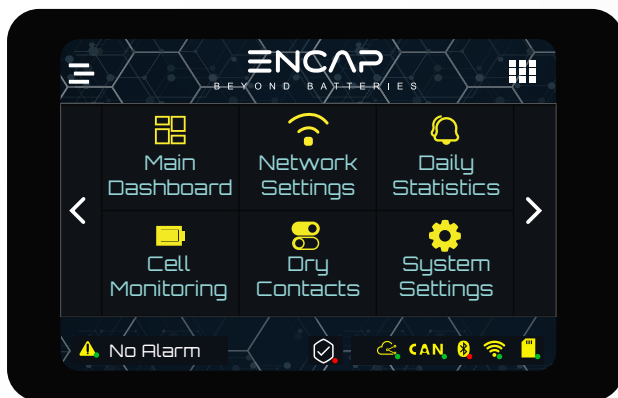 ENCAP
BEYOND BATTERIES
Main
Dashboard
Network
Settings
Daily
Statistics
Cell
Monitoring
Dry
Contacts
System
Settings
No Alarm
CAN